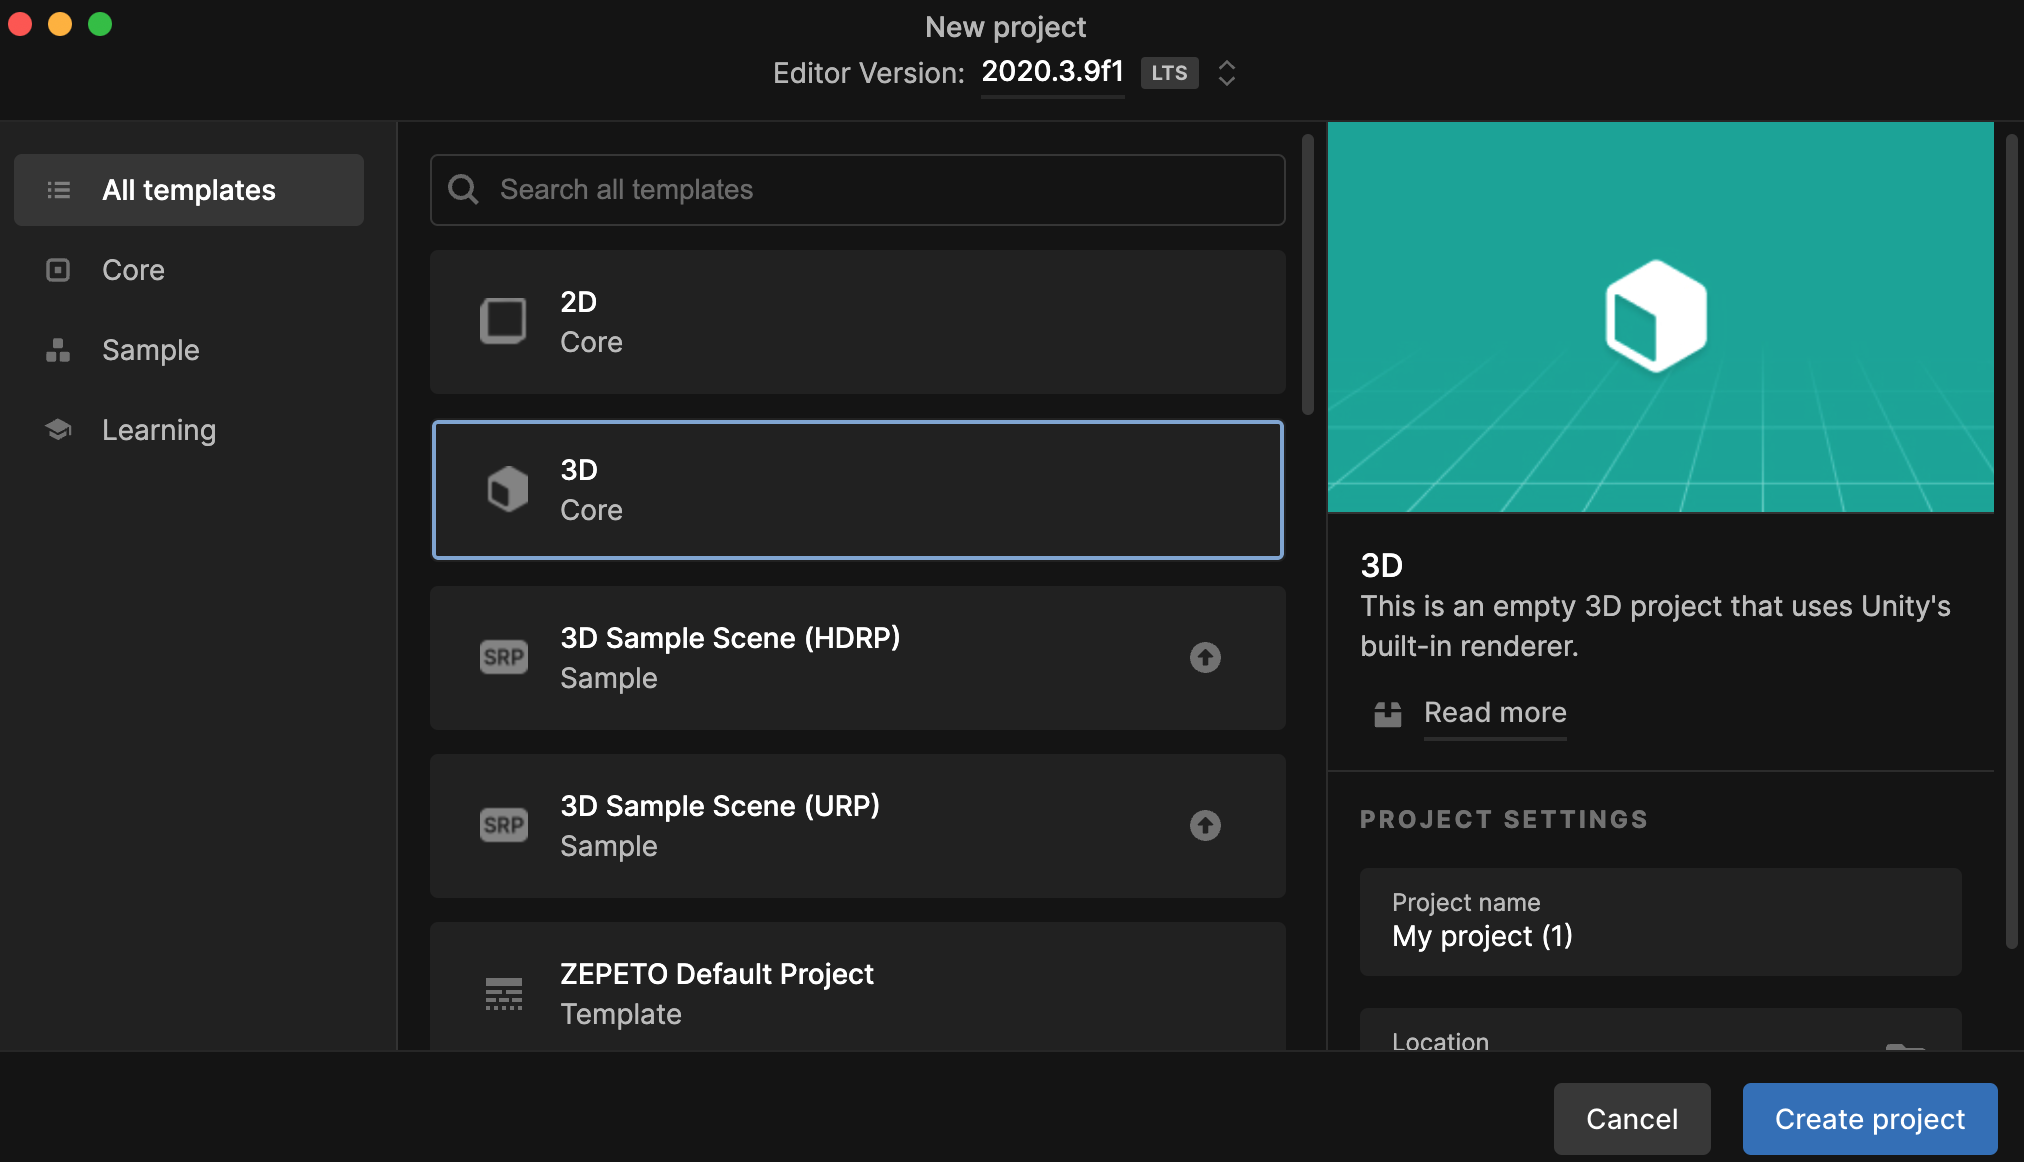 New project
Editor Version: 2020.3.9f1 LTS
All templates
Core
Sample
Learning
Search all templates
2D
Core
3D
Core
SRP
3D Sample Scene (HDRP)
Sample
SRP
3D Sample Scene (URP)
Sample
ZEPETO Default Project
Template
3D
This is an empty 3D project that uses Unity's
built-in renderer.
Read more
PROJECT SETTINGS
Project name
My project (1)
Location
Cancel
Create project